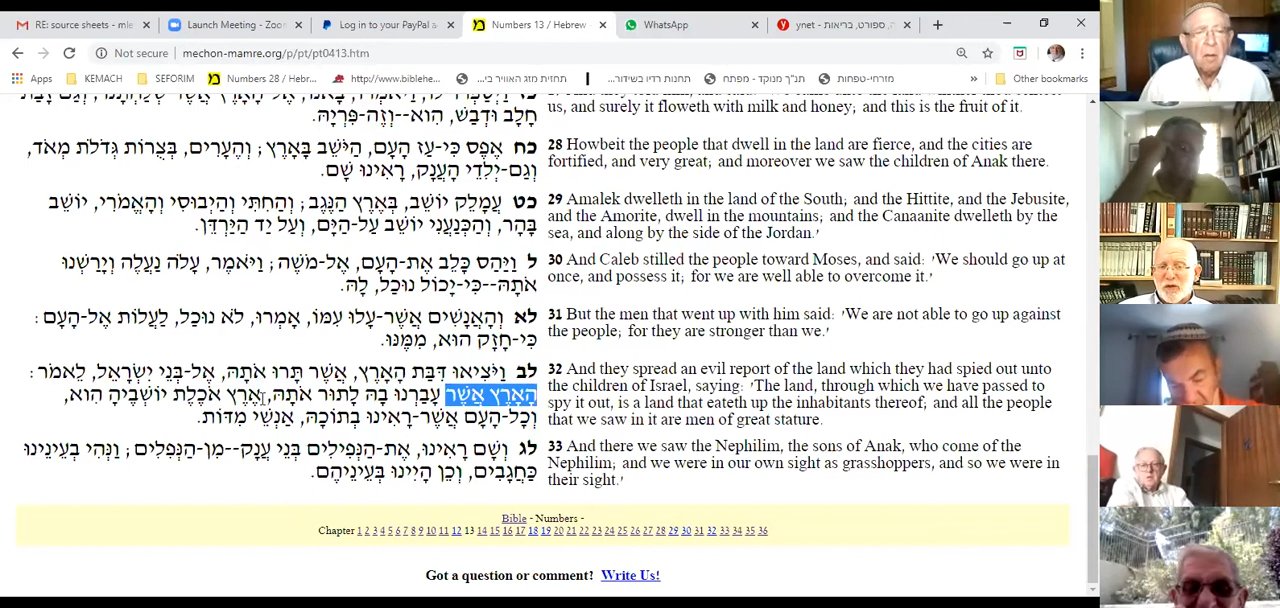 RE: source sheets - mle
Launch Meeting - Zoo
Log in to your PayPal a
Numbers 13 / Hebrew
WhatsApp
ynet - ספורט, בריאות
Not secure | mechon-mamre.org/p/pt/pt0413.htm
Apps
KEMACH
SEFORIM
Numbers 28 / Hebr...
http://www.biblehe...
תחזית מזג האוויר בי...
תחנות רדיו בשידור...
תנ"ך מנוקד - מפתח
מזרחי-טפחות
»
Other bookmarks
חָלָב וּדְבַשׁ, הִוא--וְזֶה-פִּרְיָהּ.
us, and surely it floweth with milk and honey; and this is the fruit of it.
כח אֶפֶס כִּי-עַז הָעָם, הַיֹּשֵׁב בָּאָרֶץ; וְהֶעָרִים, בְּצֻרוֹת גְּדֹלֹת מְאֹד,
וְגַם-יְלִדֵי הָעֲנָק, רָאִינוּ שָׁם.
28 Howbeit the people that dwell in the land are fierce, and the cities are
fortified, and very great; and moreover we saw the children of Anak there.
כט עֲמָלֵק יוֹשֵׁב, בְּאֶרֶץ הַנֶּגֶב; וְהַחִתִּי וְהַיְבוּסִי וְהָאֱמֹרִי, יוֹשֵׁב
בָּהָר, וְהַכְּנַעֲנִי יוֹשֵׁב עַל-הַיָּם, וְעַל יַד הַיַּרְדֵּן.
29 Amalek dwelleth in the land of the South; and the Hittite, and the Jebusite,
and the Amorite, dwell in the mountains; and the Canaanite dwelleth by the
sea, and along by the side of the Jordan.'
ל וַיַּהַס כָּלֵב אֶת-הָעָם, אֶל-מֹשֶׁה; וַיֹּאמֶר, עָלֹה נַעֲלֶה וְיָרַשְׁנוּ
אֹתָהּ--כִּי-יָכוֹל נוּכַל, לָהּ.
30 And Caleb stilled the people toward Moses, and said: 'We should go up at
once, and possess it; for we are well able to overcome it.'
לא וְהָאֲנָשִׁים אֲשֶׁר-עָלוּ עִמּוֹ, אָמְרוּ, לֹא נוּכַל, לַעֲלוֹת אֶל-הָעָם:
כִּי-חָזָק הוּא, מִמֶּנּוּ.
31 But the men that went up with him said: 'We are not able to go up against
the people; for they are stronger than we.'
לב וַיֹּצִיאוּ דִּבַּת הָאָרֶץ, אֲשֶׁר תָּרוּ אֹתָהּ, אֶל-בְּנֵי יִשְׂרָאֵל, לֵאמֹר:
הָאָרֶץ אֲשֶׁר עָבַרְנוּ בָהּ לָתוּר אֹתָהּ, אֶרֶץ אֹכֶלֶת יוֹשְׁבֶיהָ הִוא,
וְכָל-הָעָם אֲשֶׁר-רָאִינוּ בְתוֹכָהּ, אַנְשֵׁי מִדּוֹת.
32 And they spread an evil report of the land which they had spied out unto
the children of Israel, saying: 'The land, through which we have passed to
spy it out, is a land that eateth up the inhabitants thereof; and all the people
that we saw in it are men of great stature.
לג וְשָׁם רָאִינוּ, אֶת-הַנְּפִילִים בְּנֵי עֲנָק--מִן-הַנְּפִלִים; וַנְּהִי בְעֵינֵינוּ
כַּחֲגָבִים, וְכֵן הָיִינוּ בְּעֵינֵיהֶם.
33 And there we saw the Nephilim, the sons of Anak, who come of the
Nephilim; and we were in our own sight as grasshoppers, and so we were in
their sight.'
Bible - Numbers -
Chapter 1 2 3 4 5 6 7 8 9 10 11 12 13 14 15 16 17 18 19 20 21 22 23 24 25 26 27 28 29 30 31 32 33 34 35 36
Got a question or comment? Write Us!